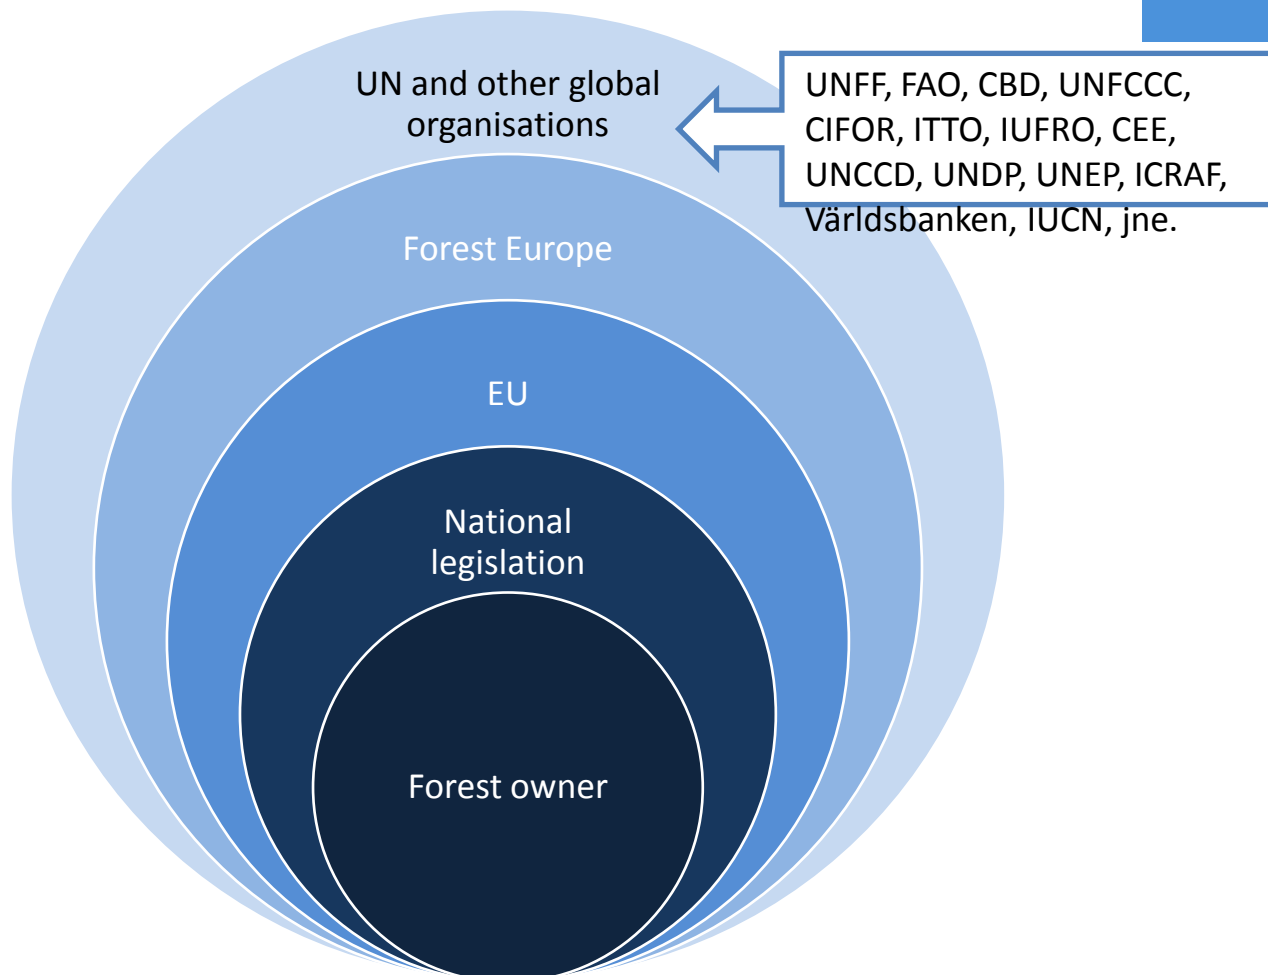 UN and other global
organisations
UNFF, FAO, CBD, UNFCCC,
CIFOR, ITTO, IUFRO, CEE,
UNCCD, UNDP, UNEP, ICRAF,
Världsbanken, IUCN, jne.
Forest Europe
EU
National
legislation
Forest owner